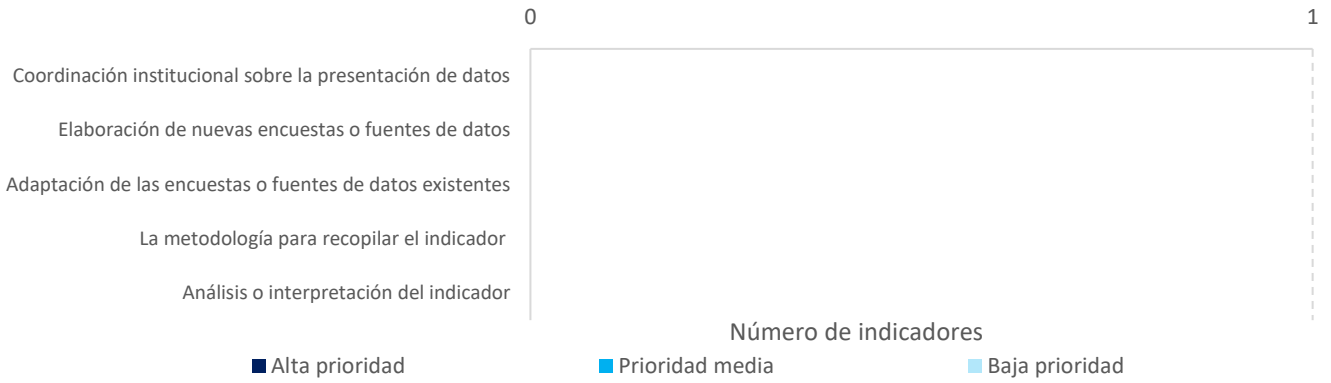 0 1
Coordinación institucional sobre la presentación de datos
Elaboración de nuevas encuestas o fuentes de datos
Adaptación de las encuestas o fuentes de datos existentes
La metodología para recopilar el indicador
Análisis o interpretación del indicador
Número de indicadores
Alta prioridad Prioridad media Baja prioridad